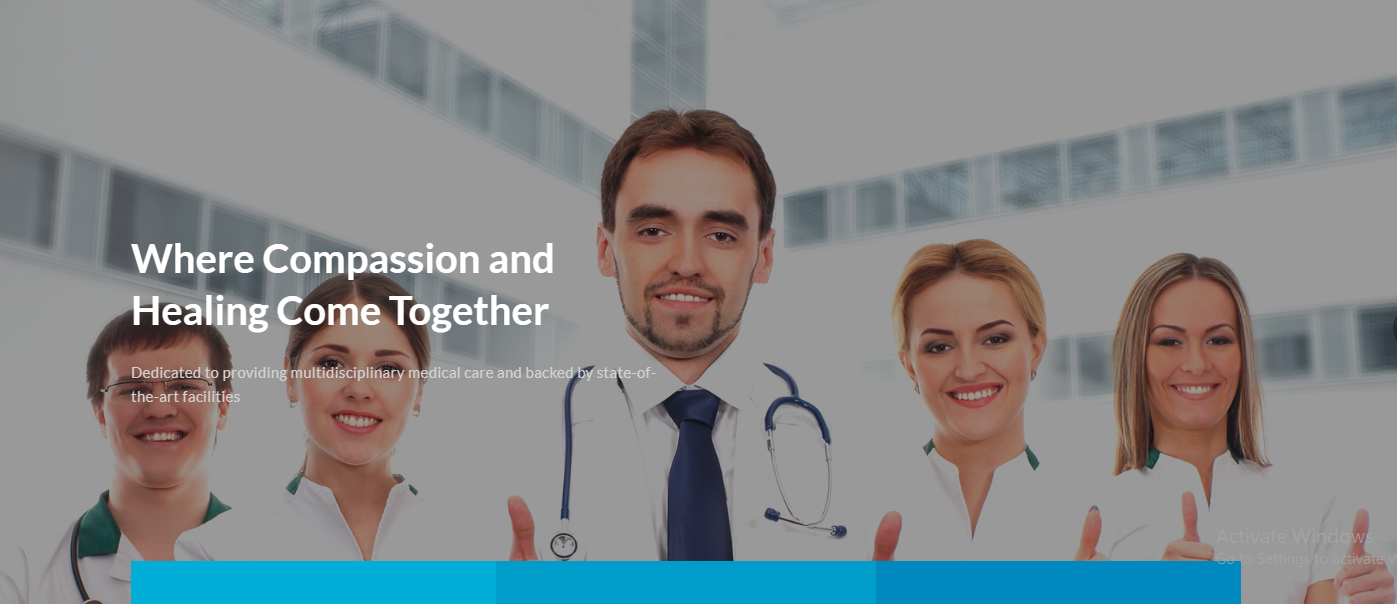 Where Compassion and
Healing Come Together
Dedicated to providing multidisciplinary medical care and backed by state-of-
the-art facilities
Activate Windows
Go to Settings to activate